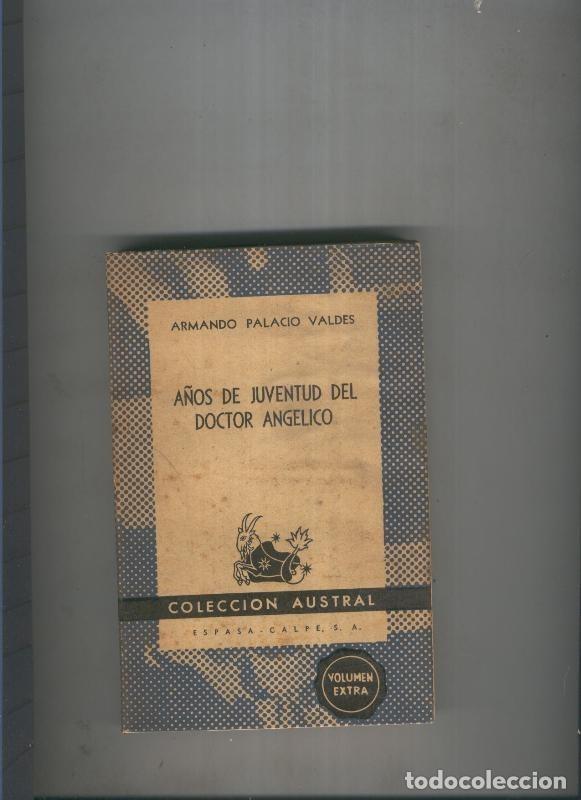 ARMANDO PALACIO VALDES
AÑOS DE JUVENTUD DEL
DOCTOR ANGELICO
COLECCION AUSTRAL
ESPASA-CALPE, S. A.
VOLUMEN
EXTRA
todocoleccion